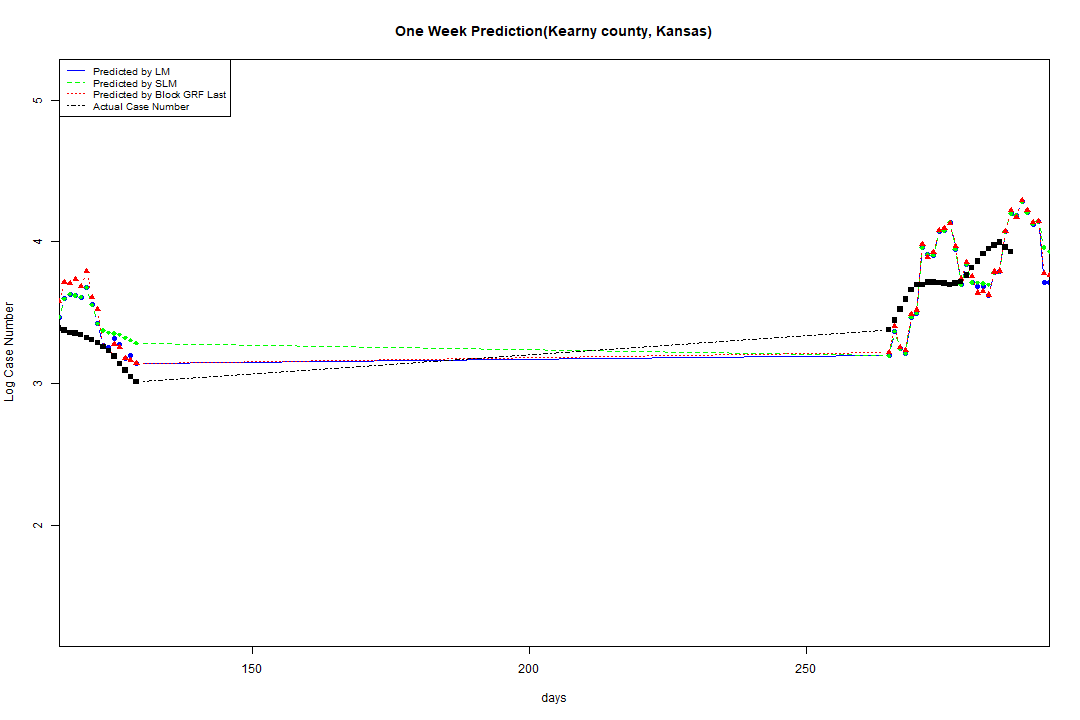 One Week Prediction(Kearny county, Kansas)
Predicted by LM
Predicted by SLM
Predicted by Block GRF Last
Actual Case Number
5
4
3
2
Log Case Number
150
200
250
days